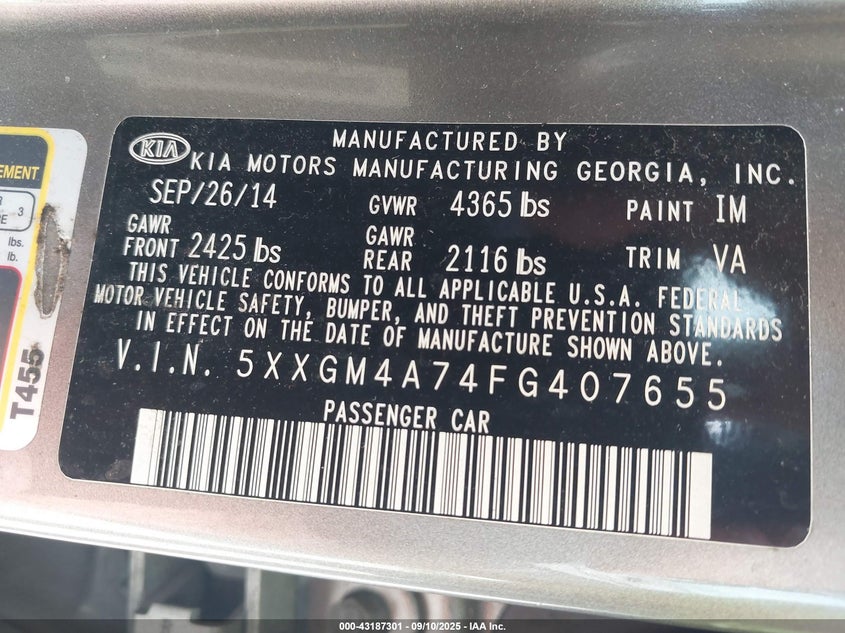 MANUFACTURED BY
KIA KIA MOTORS MANUFACTURING GEORGIA, INC.
SEP/26/14 GVWR 4365 lbs PAINT IM
GAWR FRONT 2425 lbs GAWR REAR 2116 lbs TRIM VA
THIS VEHICLE CONFORMS TO ALL APPLICABLE U.S.A. FEDERAL
MOTOR VEHICLE SAFETY, BUMPER, AND THEFT PREVENTION STANDARDS
IN EFFECT ON THE DATE OF MANUFACTURE SHOWN ABOVE.
V.I.N. 5XXGM4A74FG407655
PASSENGER CAR
3
lbs.
lb.
T455
000-43187301 - 09/10/2025 - IAA Inc.